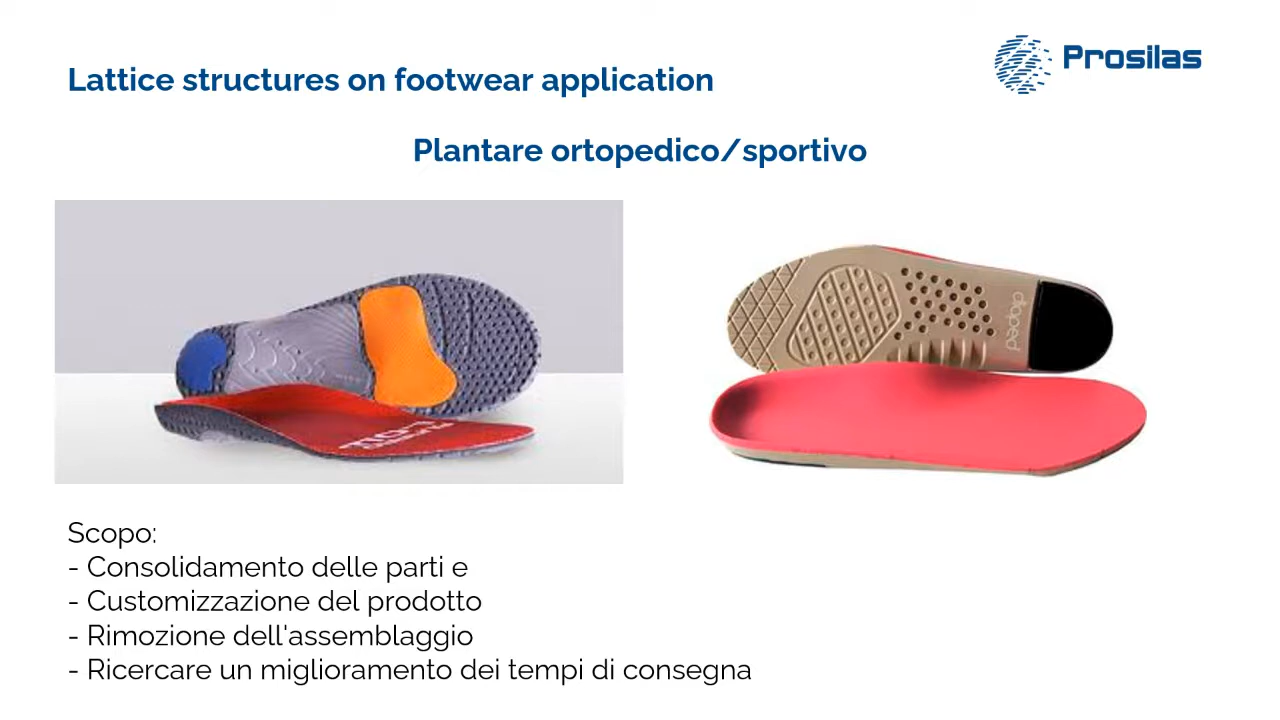 Prosilas
Lattice structures on footwear application
Plantare ortopedico/sportivo
pedag
Scopo:
- Consolidamento delle parti e
- Customizzazione del prodotto
- Rimozione dell'assemblaggio
- Ricercare un miglioramento dei tempi di consegna